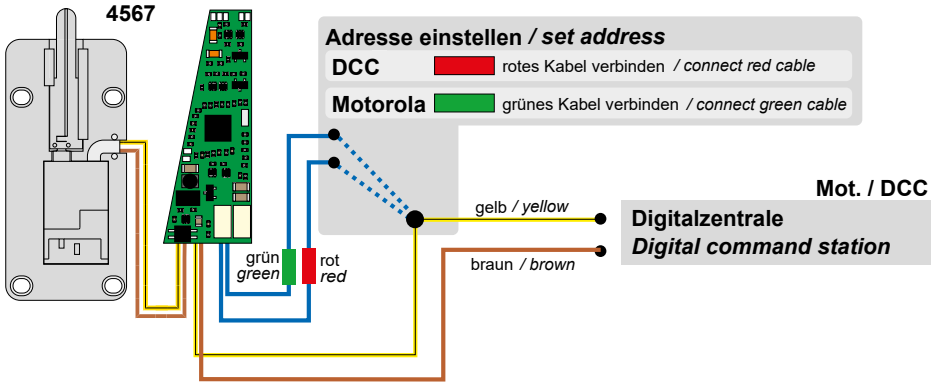 4567
Adresse einstellen / set address
DCC rotes Kabel verbinden / connect red cable
Motorola grünes Kabel verbinden / connect green cable
Mot. / DCC
gelb / yellow
Digitalzentrale
Digital command station
braun / brown
grün
green
rot
red